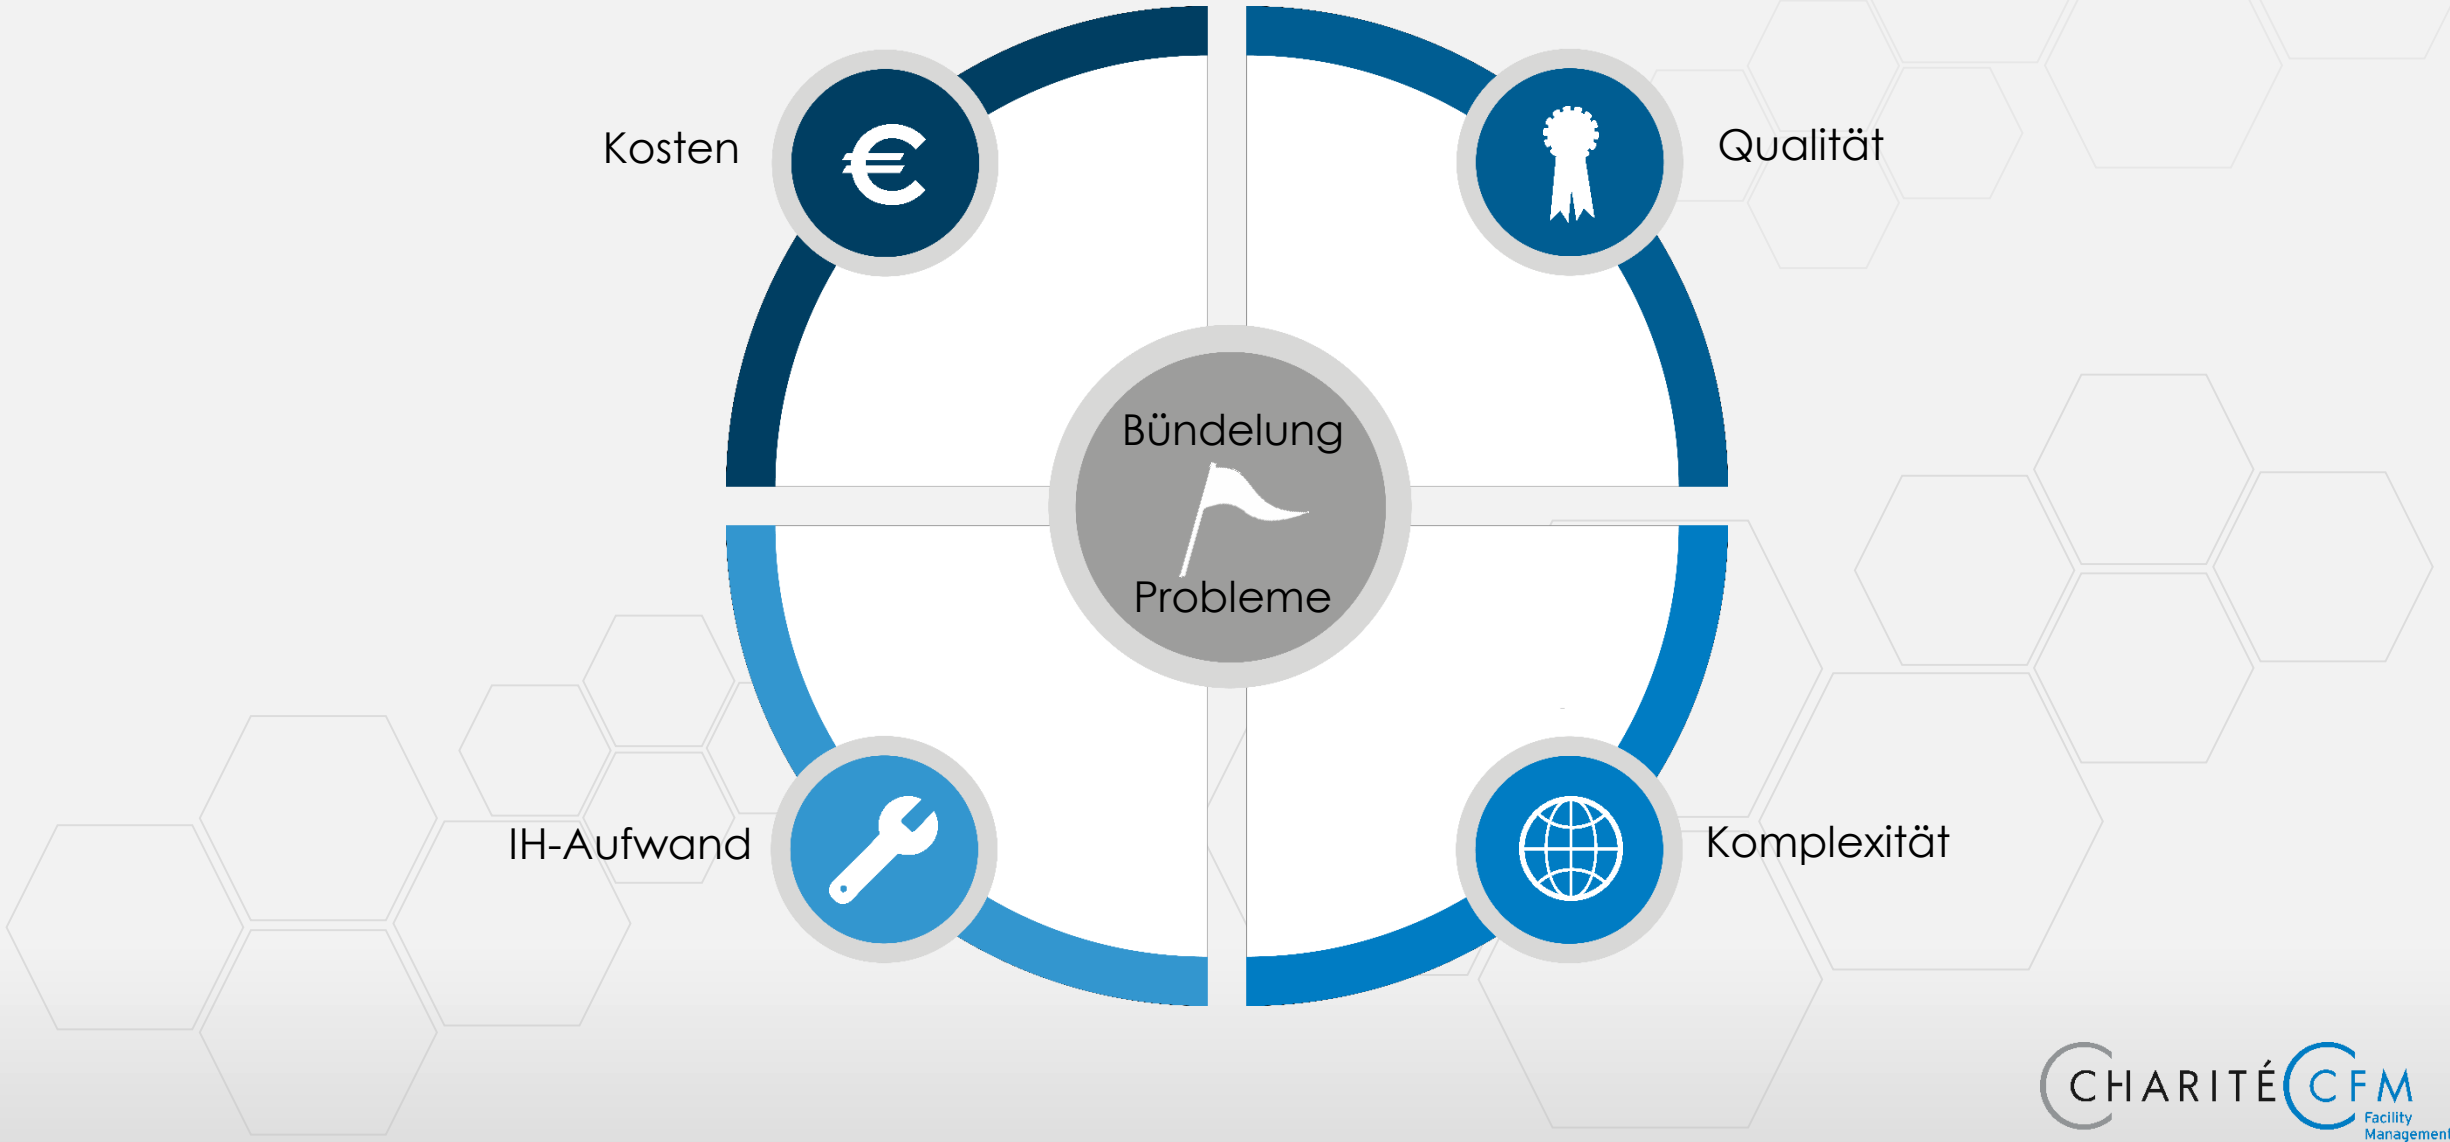 Kosten
Qualität
Bündelung
Probleme
IH-Aufwand
Komplexität
CHARITÉ CFM
Facility
Management